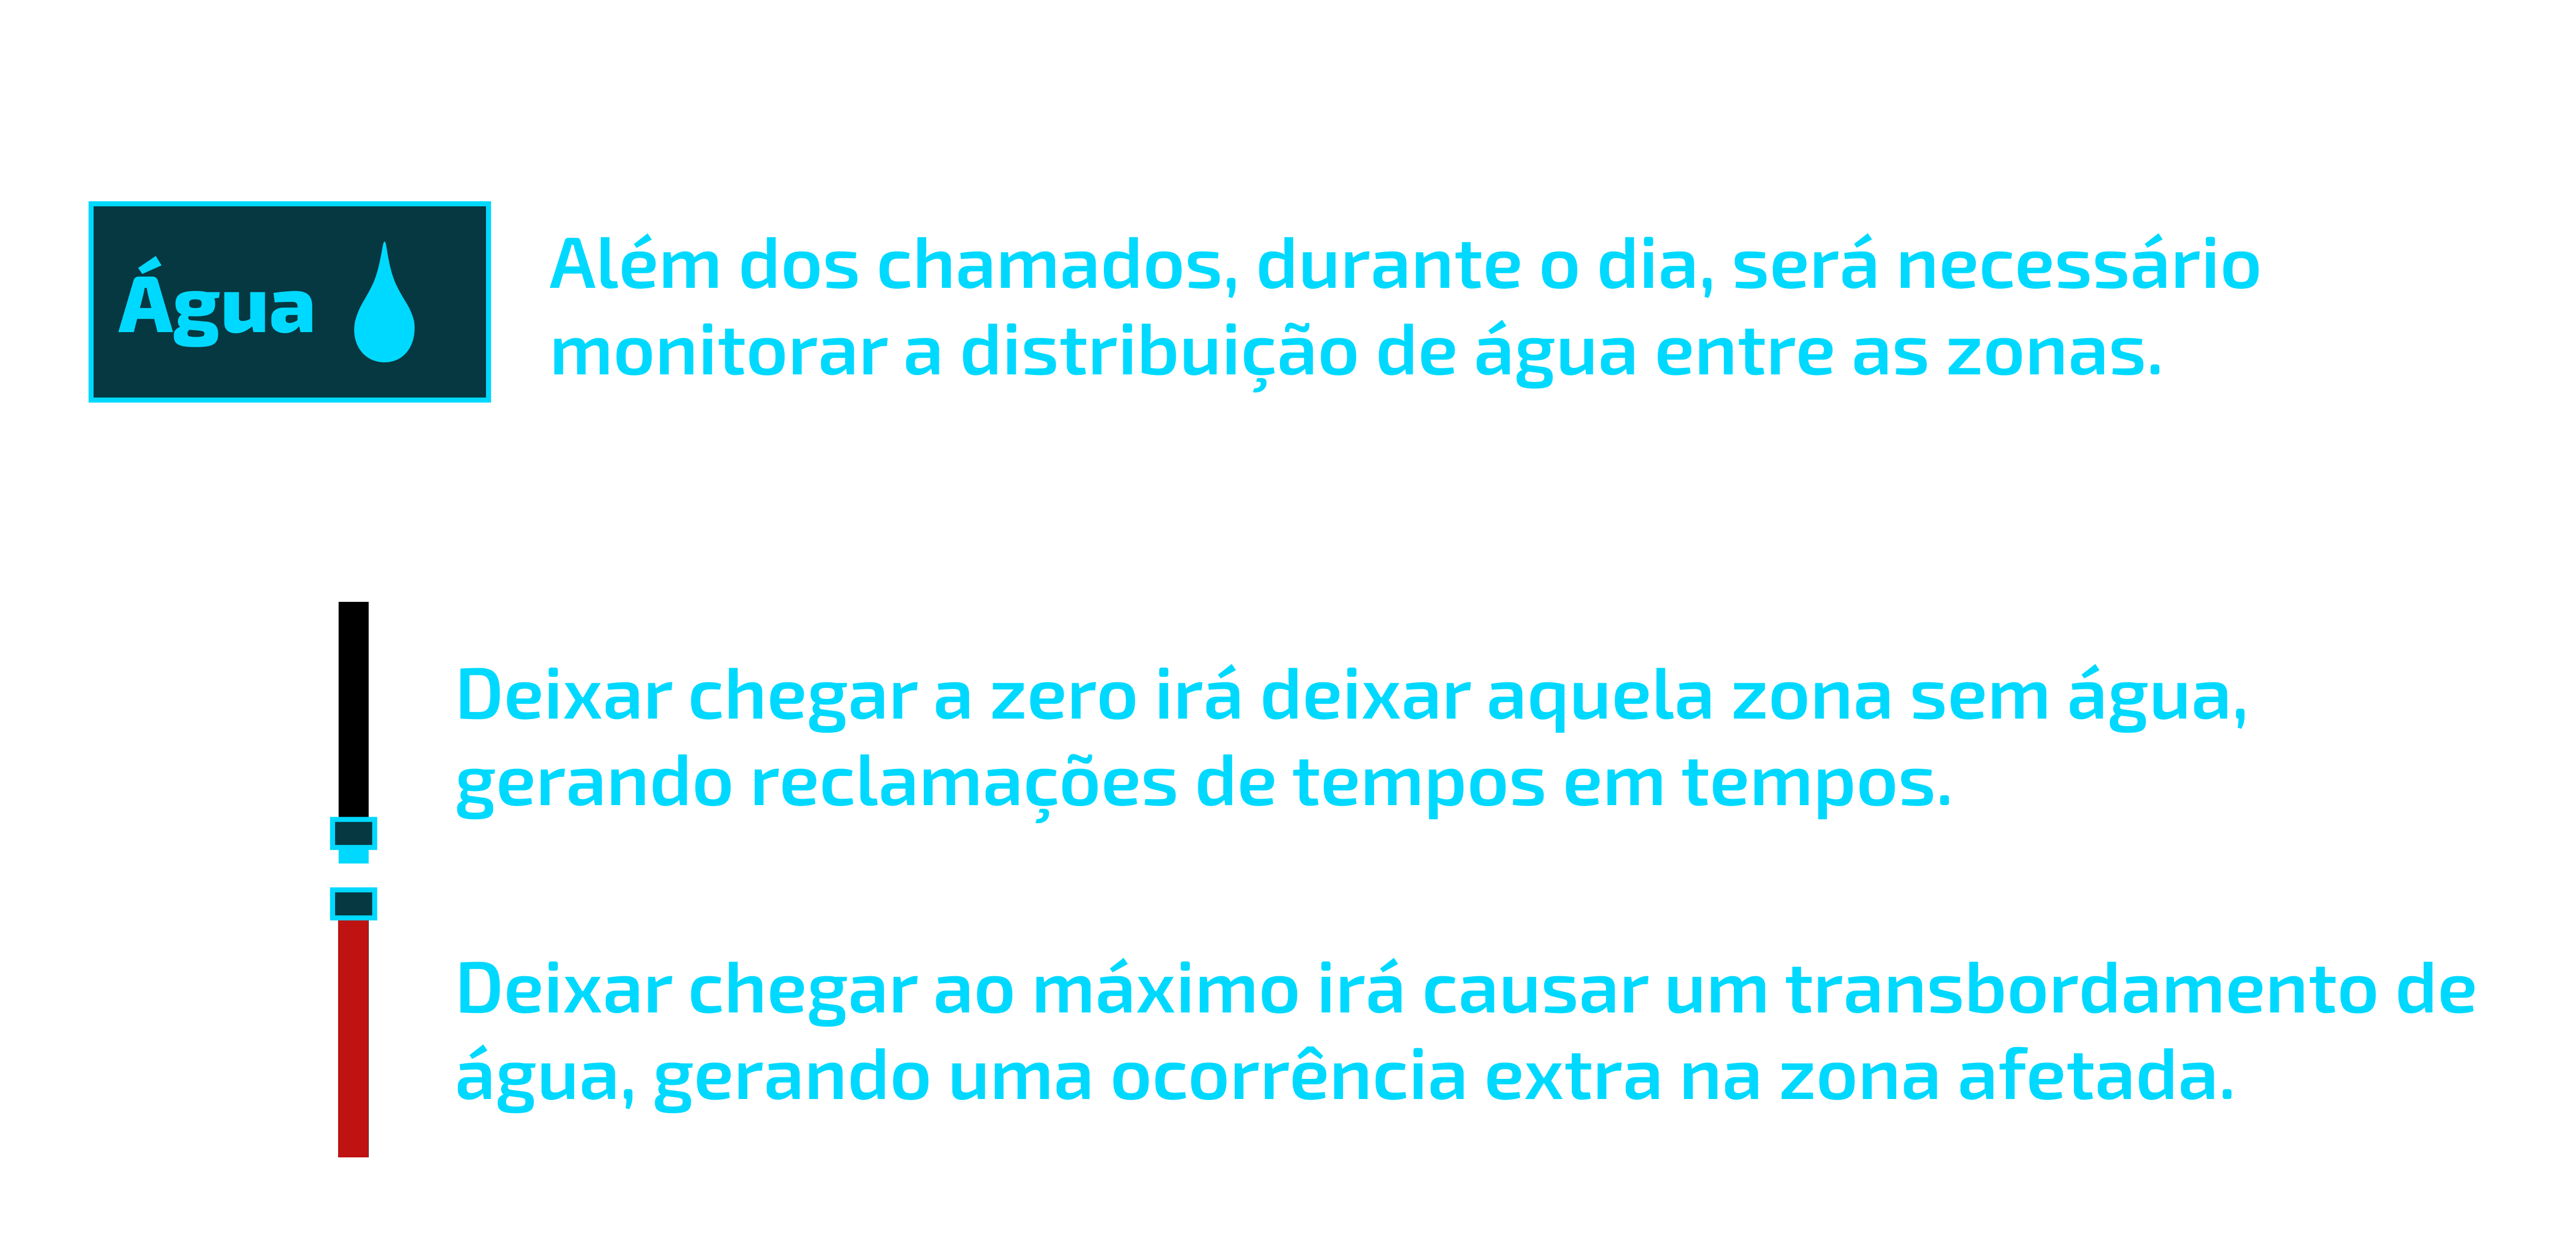 Água
Além dos chamados, durante o dia, será necessário
monitorar a distribuição de água entre as zonas.
Deixar chegar a zero irá deixar aquela zona sem água,
gerando reclamações de tempos em tempos.
Deixar chegar ao máximo irá causar um transbordamento de
água, gerando uma ocorrência extra na zona afetada.